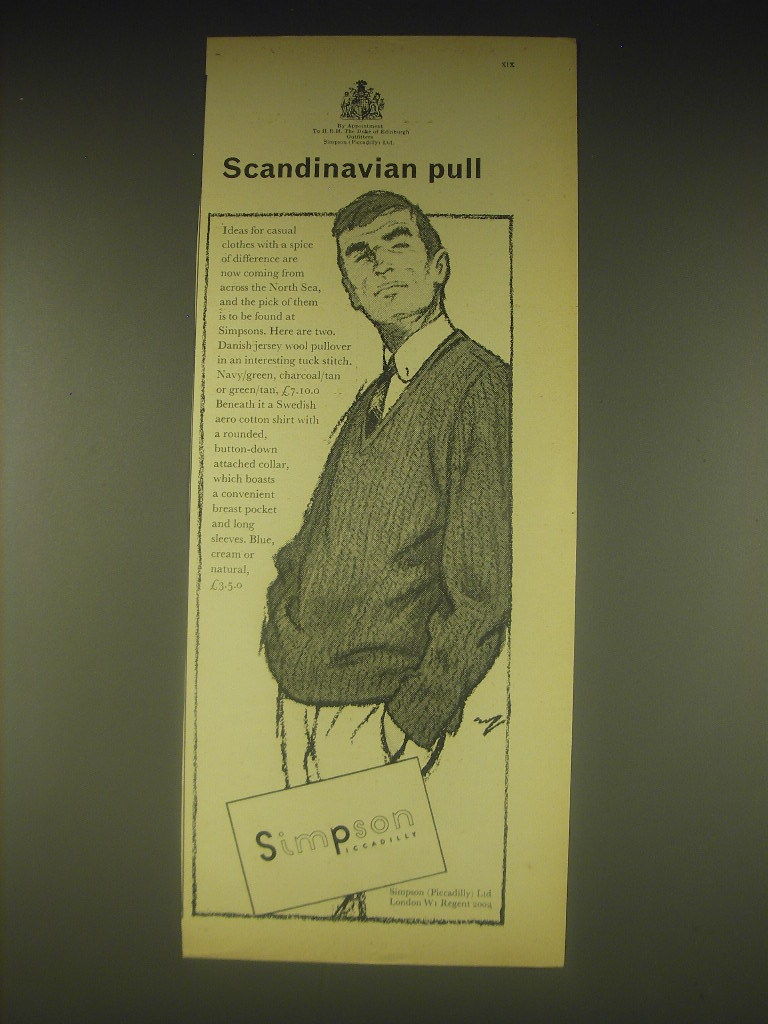 XIX
By Appointment
To H.R.H. The Duke of Edinburgh
Outfitters
Simpson (Piccadilly) Ltd.
Scandinavian pull
Ideas for casual
clothes with a spice
of difference are
now coming from
across the North Sea,
and the pick of them
is to be found at
Simpsons. Here are two.
Danish jersey wool pullover
in an interesting tuck stitch.
Navy/green, charcoal/tan
or green/tan, £7.10.0
Beneath it a Swedish
aero cotton shirt with
a rounded,
button-down
attached collar,
which boasts
a convenient
breast pocket
and long
sleeves. Blue,
cream or
natural,
£3.5.0
Simpson
PICCADILLY
Simpson (Piccadilly) Ltd
London W1 Regent 2002